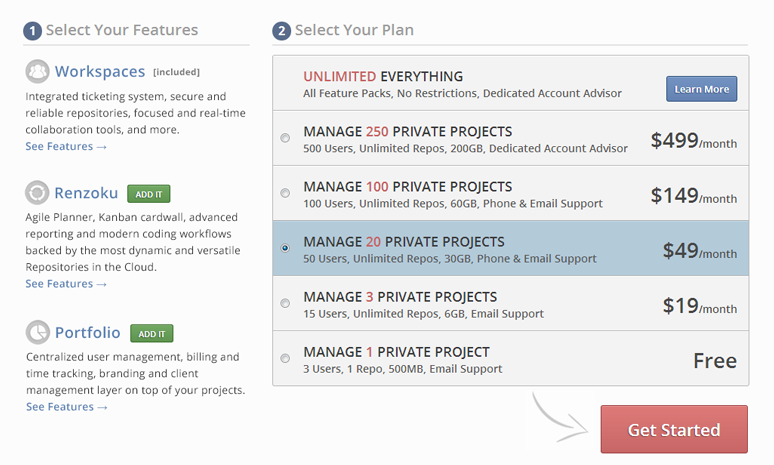 1 Select Your Features
Workspaces [included]
Integrated ticketing system, secure and
reliable repositories, focused and real-time
collaboration tools, and more.
See Features →
Renzoku ADD IT
Agile Planner, Kanban cardwall, advanced
reporting and modern coding workflows
backed by the most dynamic and versatile
Repositories in the Cloud.
See Features →
Portfolio ADD IT
Centralized user management, billing and
time tracking, branding and client
management layer on top of your projects.
See Features →
2 Select Your Plan
UNLIMITED EVERYTHING
All Feature Packs, No Restrictions, Dedicated Account Advisor
Learn More
MANAGE 250 PRIVATE PROJECTS
500 Users, Unlimited Repos, 200GB, Dedicated Account Advisor
$499/month
MANAGE 100 PRIVATE PROJECTS
100 Users, Unlimited Repos, 60GB, Phone & Email Support
$149/month
MANAGE 20 PRIVATE PROJECTS
50 Users, Unlimited Repos, 30GB, Phone & Email Support
$49/month
MANAGE 3 PRIVATE PROJECTS
15 Users, Unlimited Repos, 6GB, Email Support
$19/month
MANAGE 1 PRIVATE PROJECT
3 Users, 1 Repo, 500MB, Email Support
Free
Get Started